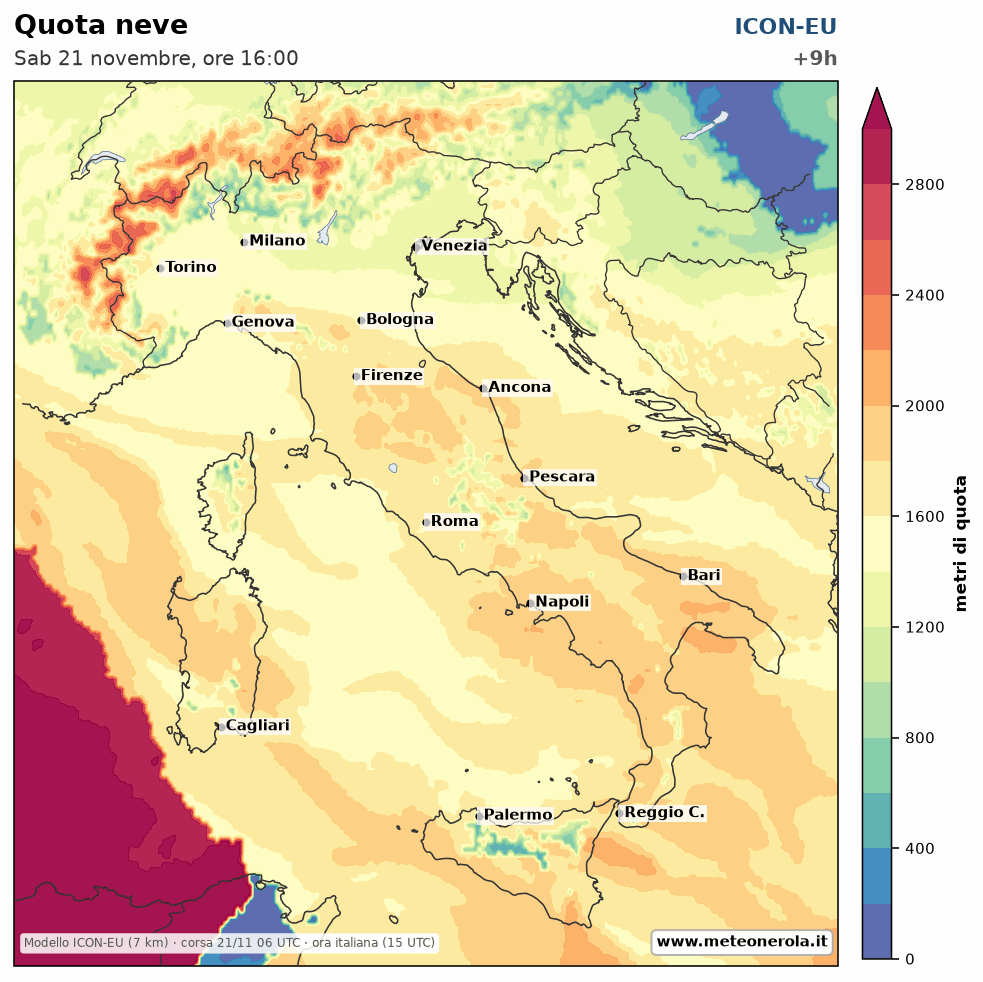 Quota neve
ICON-EU
Sab 21 novembre, ore 16:00
+9h
Milano
Venezia
Torino
Genova
Bologna
Firenze
Ancona
Pescara
Roma
Bari
Napoli
Cagliari
Palermo
Reggio C.
2800
2400
2000
1600
1200
800
400
0
metri di quota
Modello ICON-EU (7 km) · corsa 21/11 06 UTC · ora italiana (15 UTC)
www.meteonerola.it